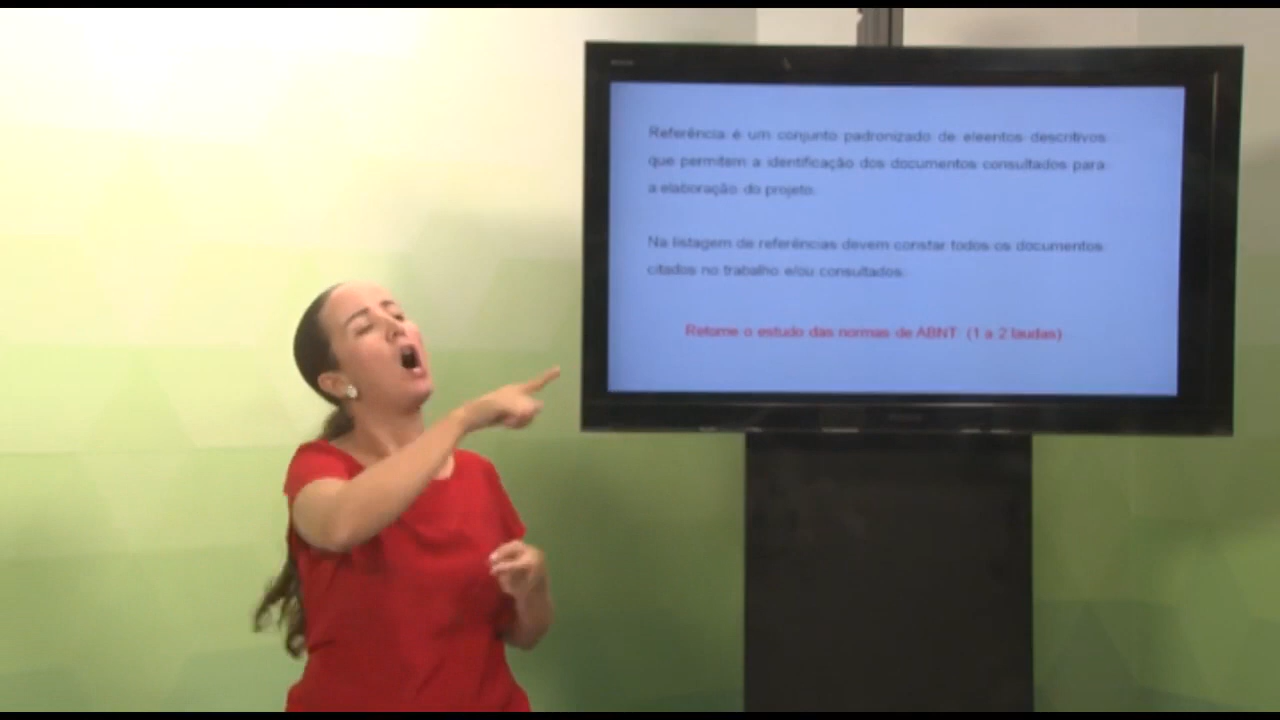 Referência é um conjunto padronizado de eleentos descritivos
que permitem a identificação dos documentos consultados para
a elaboração do projeto.
Na listagem de referências devem constar todos os documentos
citados no trabalho e/ou consultados.
Retome o estudo das normas de ABNT. (1 a 2 laudas)